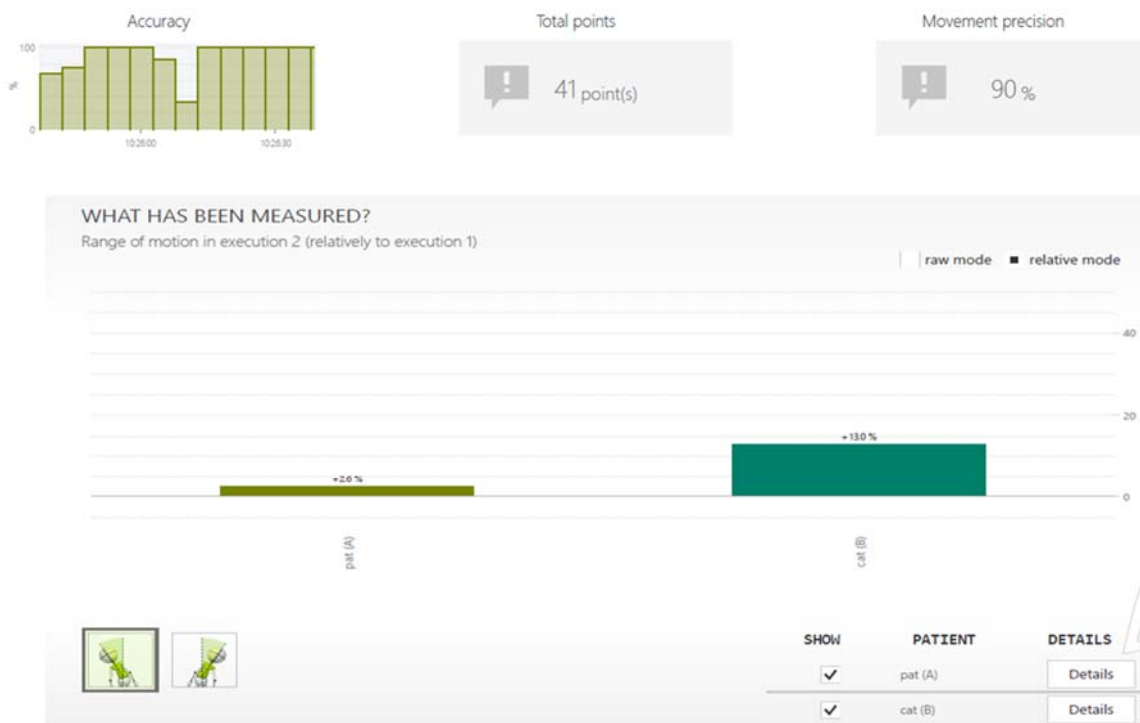 Accuracy
Total points
Movement precision
100
%
0
10:26:00
10:26:30
41 point(s)
90 %
WHAT HAS BEEN MEASURED?
Range of motion in execution 2 (relatively to execution 1)
raw mode
relative mode
40
20
0
+2.6 %
+13.0 %
pat (A)
cat (B)
SHOW PATIENT DETAILS
pat (A) Details
cat (B) Details